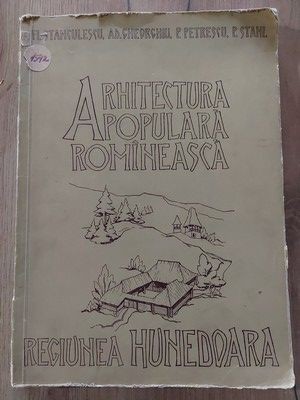 FL. STĂNCULESCU, AD. GHEORGHIU, P. PETRESCU, P. STAHL
ARHITECTURA
POPULARĂ
ROMÎNEASCĂ
REGIUNEA HUNEDOARA